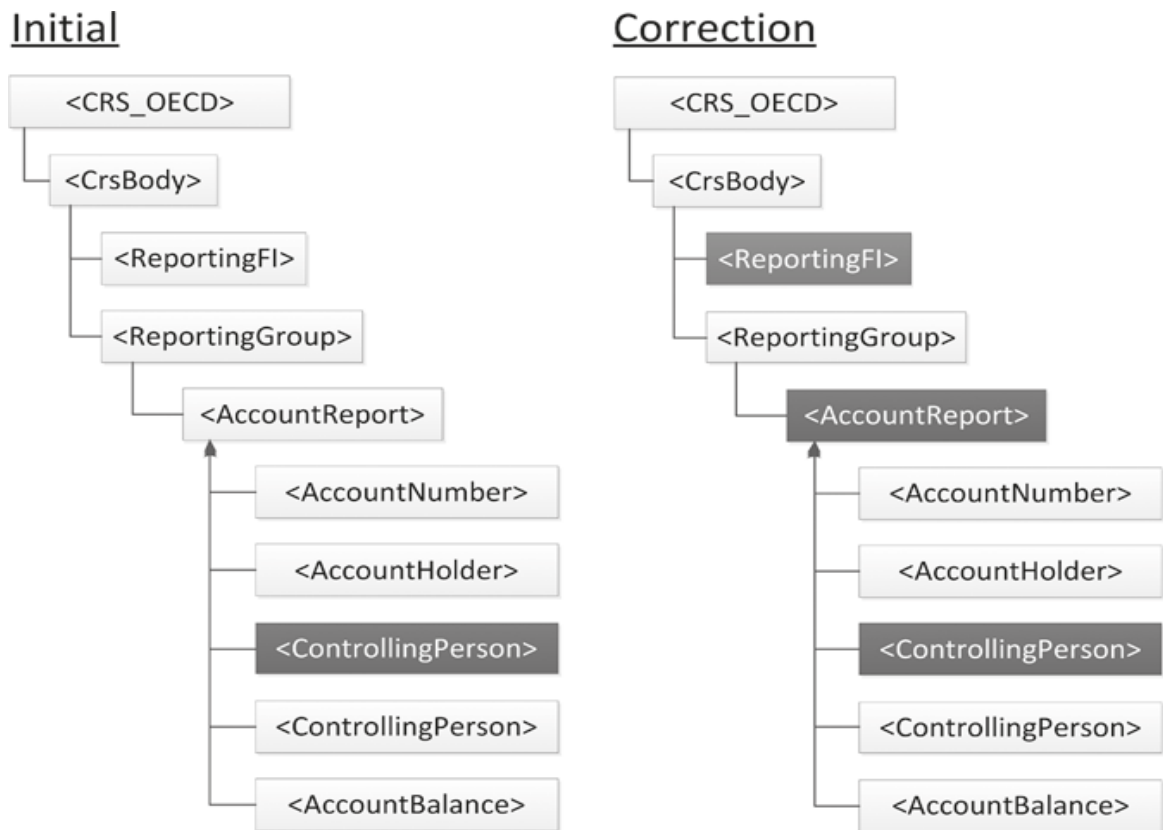 Initial
<CRS_OECD>
<CrsBody>
<ReportingFI>
<ReportingGroup>
<AccountReport>
<AccountNumber>
<AccountHolder>
<ControllingPerson>
<ControllingPerson>
<AccountBalance>
Correction
<CRS_OECD>
<CrsBody>
<ReportingFI>
<ReportingGroup>
<AccountReport>
<AccountNumber>
<AccountHolder>
<ControllingPerson>
<ControllingPerson>
<AccountBalance>